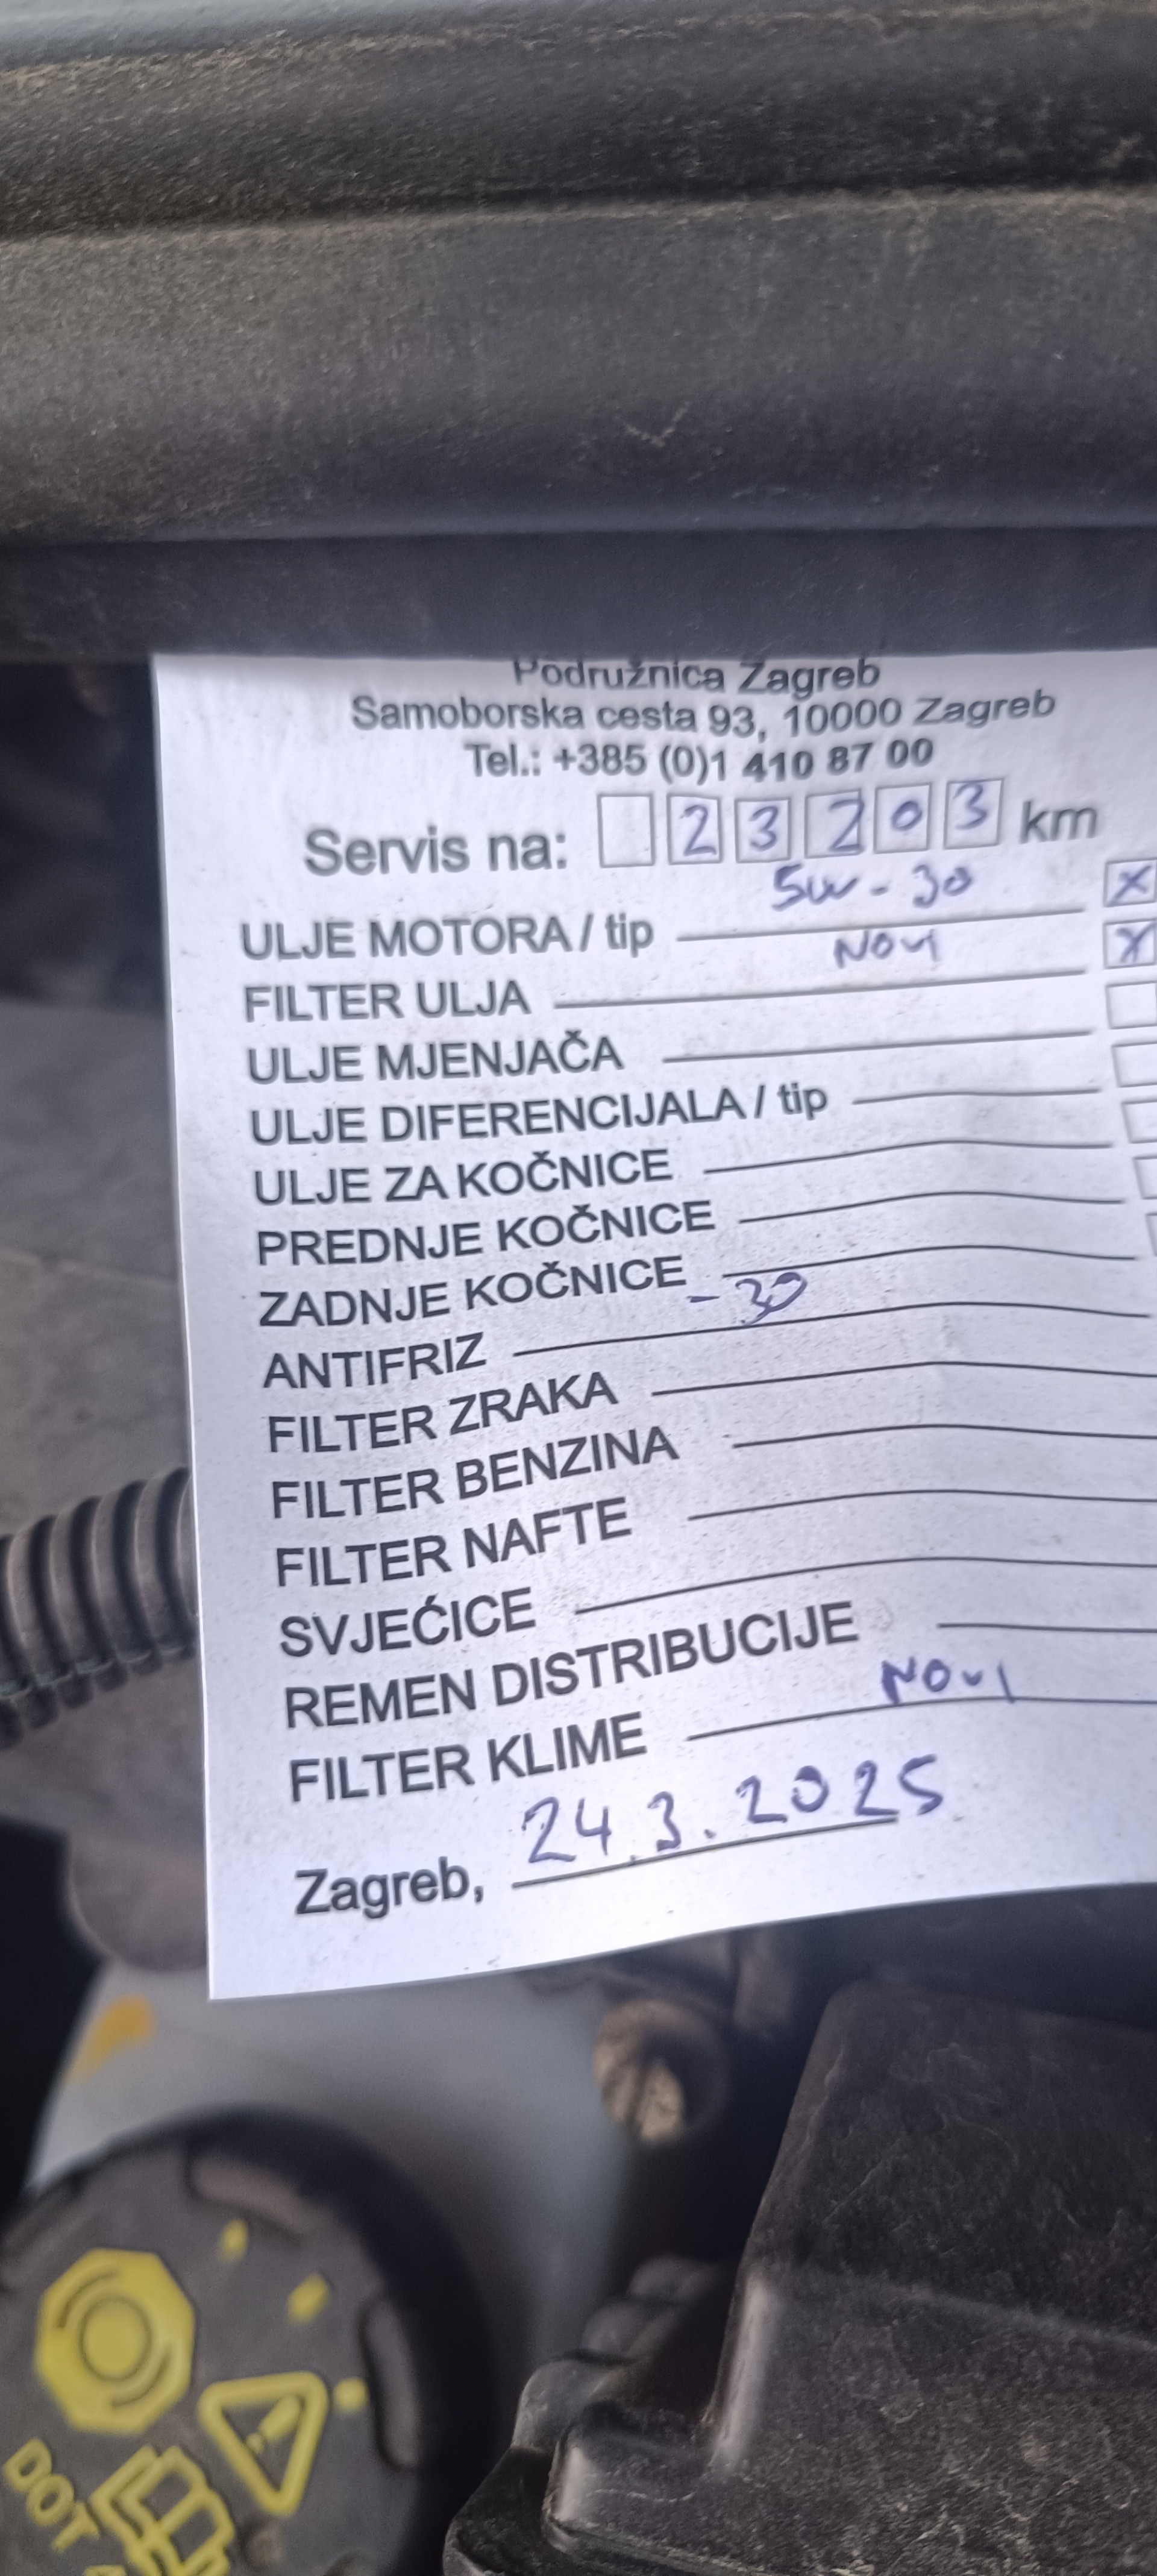 Podružnica Zagreb
Samoborska cesta 93, 10000 Zagreb
Tel.: +385 (0)1 410 87 00
Servis na: 23203 km
ULJE MOTORA / tip 5W-30 X
FILTER ULJA NOVI X
ULJE MJENJAČA
ULJE DIFERENCIJALA / tip
ULJE ZA KOČNICE
PREDNJE KOČNICE
ZADNJE KOČNICE
ANTIFRIZ -30
FILTER ZRAKA
FILTER BENZINA
FILTER NAFTE
SVJEĆICE
REMEN DISTRIBUCIJE
FILTER KLIME NOVI
Zagreb, 24.3.2025
DOT